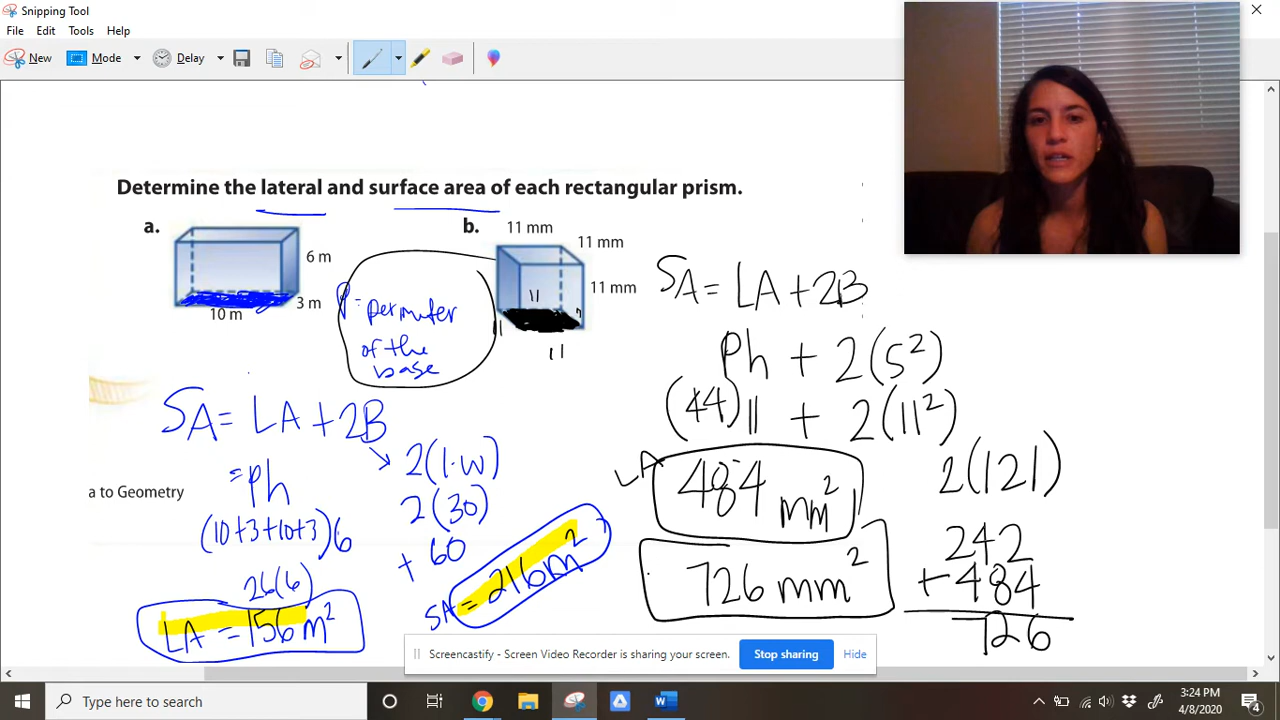 Snipping Tool
File Edit Tools Help
New Mode Delay
Determine the lateral and surface area of each rectangular prism.
a.
6 m
3 m
10 m
P = perimeter
of the
base
b.
11 mm
11 mm
11 mm
11
11
11
SA = LA + 2B
Ph + 2(s²)
(44)11 + 2(11²)
2(121)
LA
484 mm²
726 mm²
242
+484
726
SA = LA + 2B
= Ph
(10+3+10+3)6
26(6)
LA = 156 m²
2(l·w)
2(30)
+ 60
SA = 216 m²
a to Geometry
Screencastify - Screen Video Recorder is sharing your screen.
Stop sharing
Hide
Type here to search
3:24 PM
4/8/2020
4